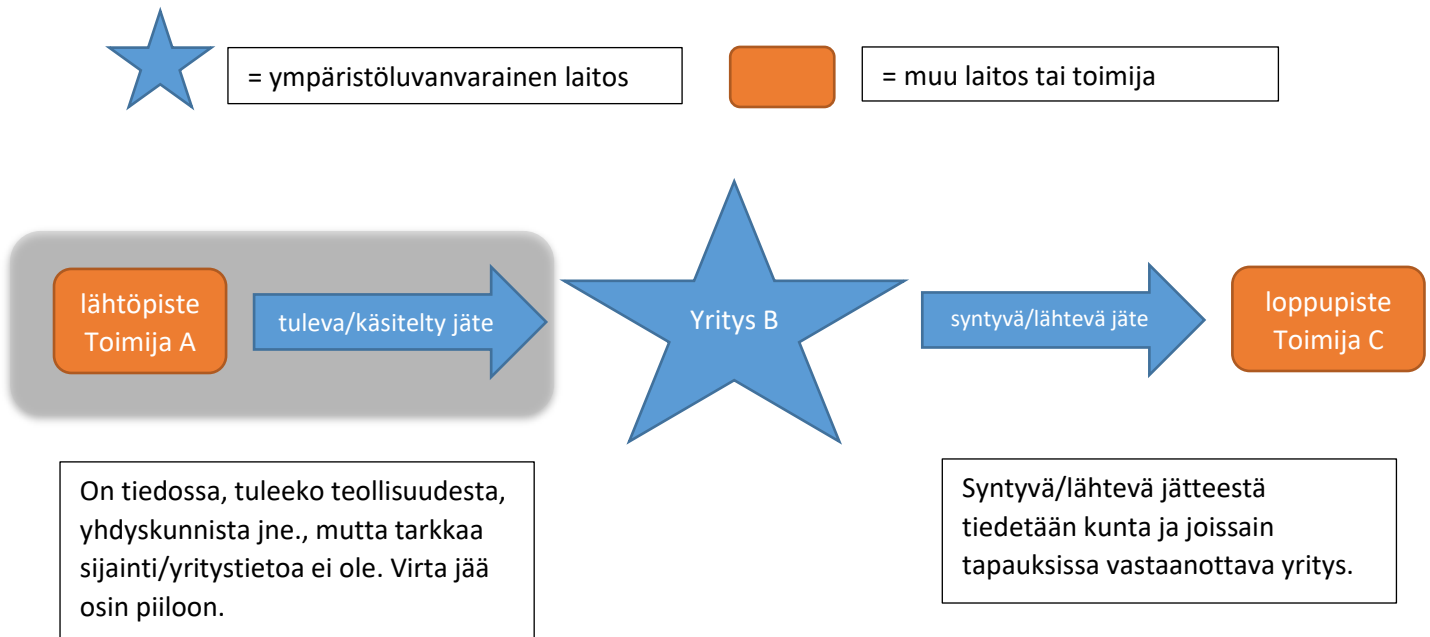 = ympäristöluvanvarainen laitos
= muu laitos tai toimija
lähtöpiste
Toimija A
tuleva/käsitelty jäte
Yritys B
syntyvä/lähtevä jäte
loppupiste
Toimija C
On tiedossa, tuleeko teollisuudesta,
yhdyskunnista jne., mutta tarkkaa
sijainti/yritystietoa ei ole. Virta jää
osin piiloon.
Syntyvä/lähtevä jätteestä
tiedetään kunta ja joissain
tapauksissa vastaanottava yritys.